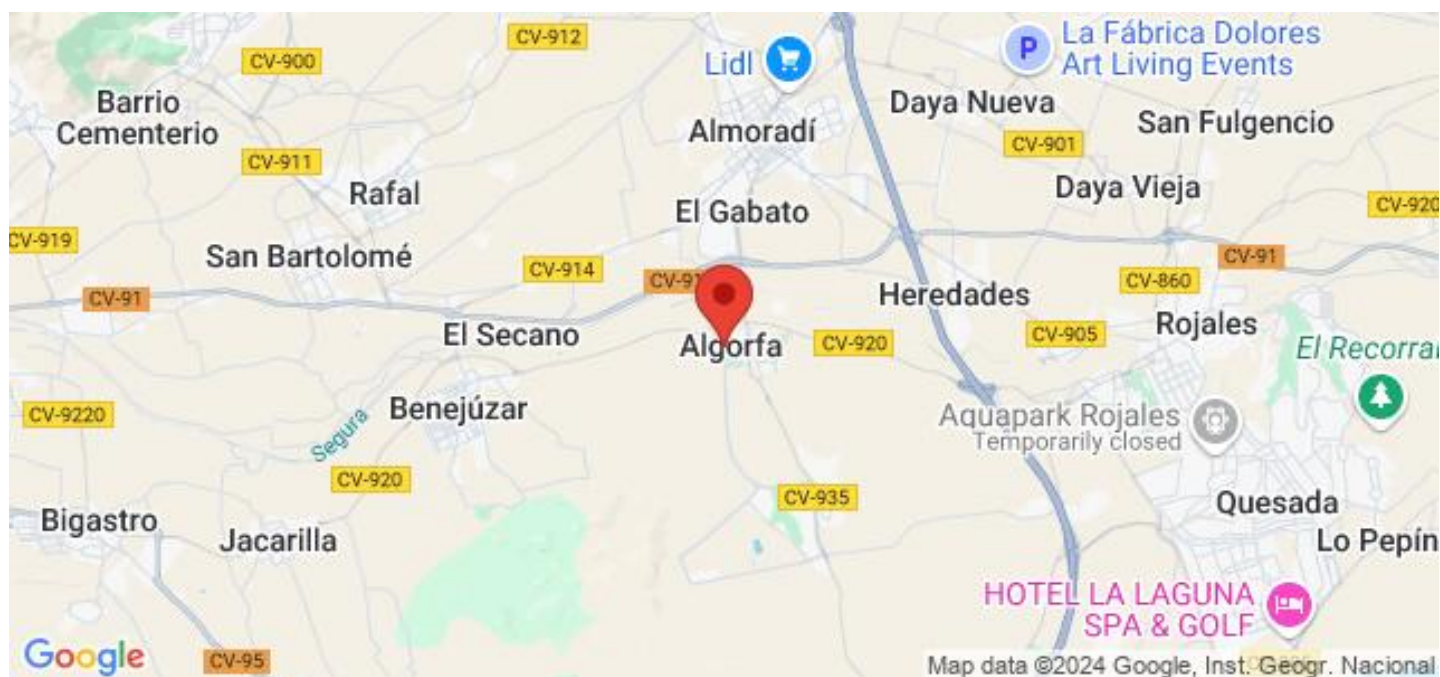 CV-912
La Fábrica Dolores
Art Living Events
P
CV-900
Lidl
Barrio
Cementerio
Daya Nueva
San Fulgencio
Almoradí
CV-901
CV-911
Rafal
Daya Vieja
El Gabato
CV-920
CV-919
San Bartolomé
CV-914
CV-91
CV-91
CV-860
CV-91
Heredades
El Secano
Algorfa
CV-920
CV-905
Rojales
El Recorral
CV-9220
Benejúzar
Aquapark Rojales
Temporarily closed
Segura
CV-920
CV-935
Quesada
Bigastro
Jacarilla
Lo Pepín
HOTEL LA LAGUNA
SPA & GOLF
Google
CV-95
Map data ©2024 Google, Inst. Geogr. Nacional